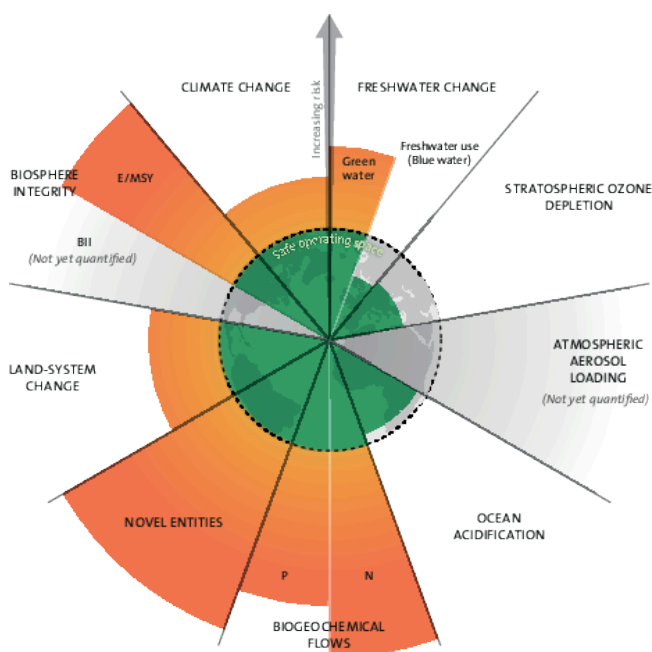 CLIMATE CHANGE
FRESHWATER CHANGE
Increasing risk
Green
water
Freshwater use
(Blue water)
BIOSPHERE
INTEGRITY
E/MSY
STRATOSPHERIC OZONE
DEPLETION
BII
(Not yet quantified)
Safe operating space
LAND-SYSTEM
CHANGE
ATMOSPHERIC
AEROSOL
LOADING
(Not yet quantified)
NOVEL ENTITIES
OCEAN
ACIDIFICATION
P
N
BIOGEOCHEMICAL
FLOWS